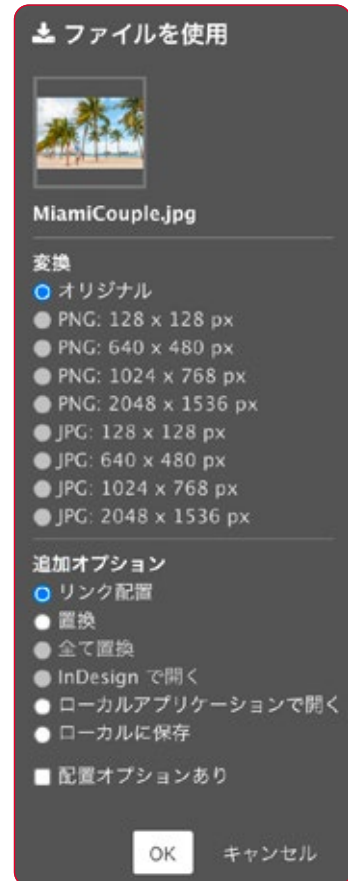 ファイルを使用
MiamiCouple.jpg
変換
オリジナル
PNG: 128 x 128 px
PNG: 640 x 480 px
PNG: 1024 x 768 px
PNG: 2048 x 1536 px
JPG: 128 x 128 px
JPG: 640 x 480 px
JPG: 1024 x 768 px
JPG: 2048 x 1536 px
追加オプション
リンク配置
置換
全て置換
InDesign で開く
ローカルアプリケーションで開く
ローカルに保存
配置オプションあり
OK キャンセル